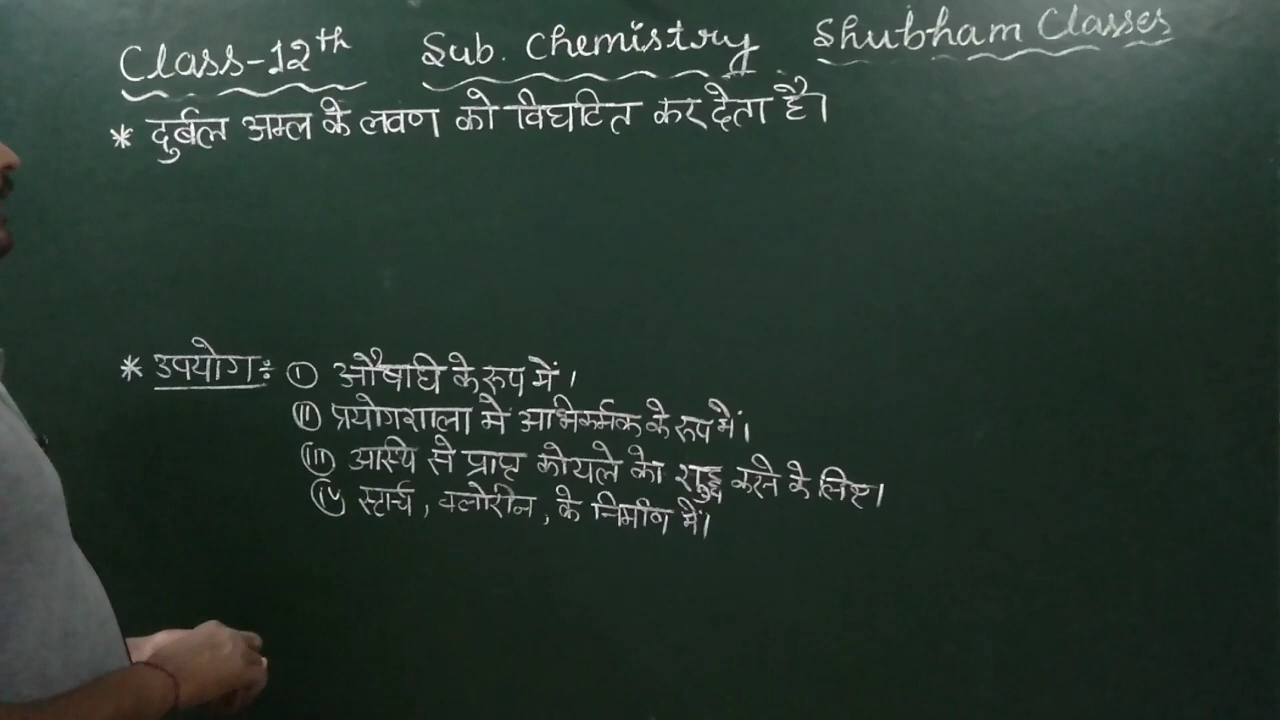 Class-12th Sub. Chemistry Shubham Classes
* दुर्बल अम्ल के लवण को विघटित कर देता है।
* उपयोगः (i) औषधि के रूप में।
(ii) प्रयोगशाला में अभिकर्मक के रूप में।
(iii) अस्थि से प्राप्त कोयले को शुद्ध करने के लिए।
(iv) स्टार्च, क्लोरीन, के निर्माण में।